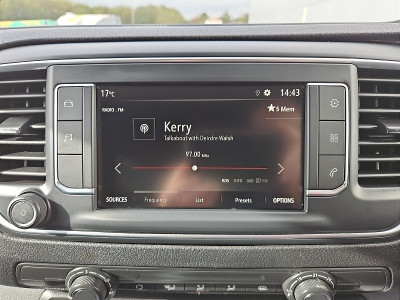 17°C 14:43
RADIO . FM ★5 Mem
Kerry
Talkabout with Deirdre Walsh
97.00 MHz
RDS
SOURCES Frequency List Presets OPTIONS